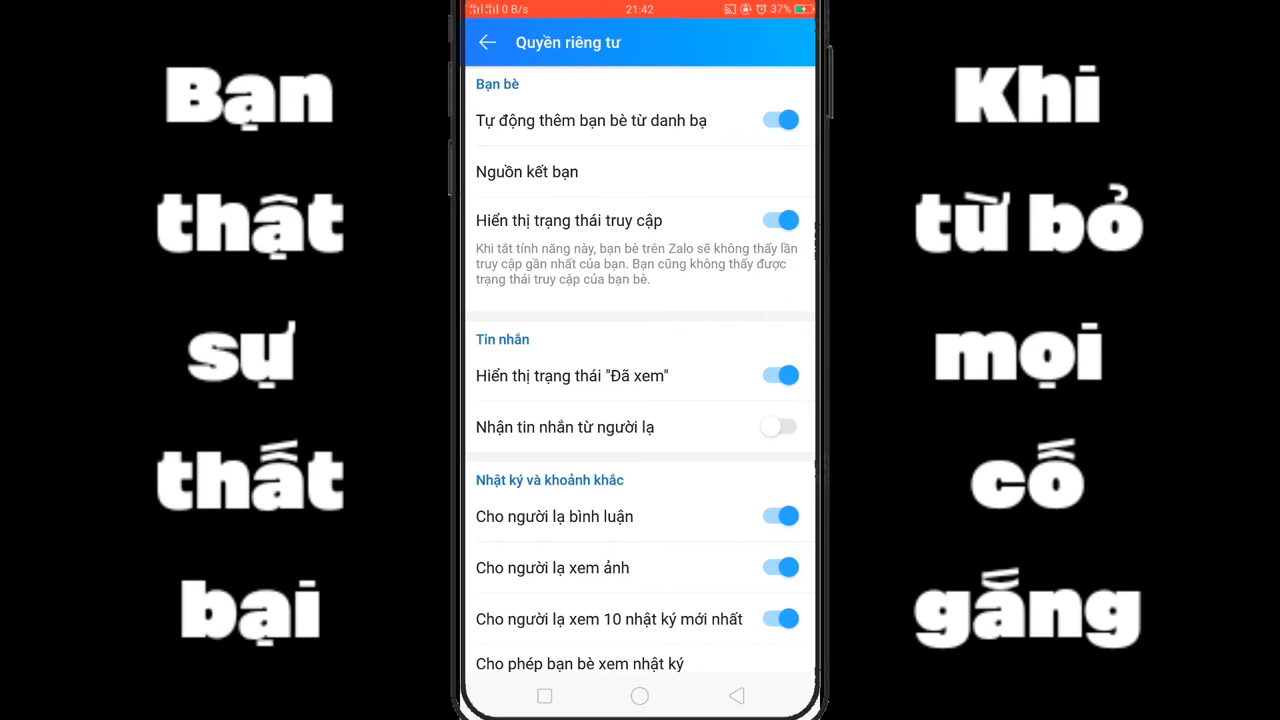 Bạn
thật
sự
thất
bại
0 B/s
21:42
37%
Quyền riêng tư
Bạn bè
Tự động thêm bạn bè từ danh bạ
Nguồn kết bạn
Hiển thị trạng thái truy cập
Khi tắt tính năng này, bạn bè trên Zalo sẽ không thấy lần
truy cập gần nhất của bạn. Bạn cũng không thấy được
trạng thái truy cập của bạn bè.
Tin nhắn
Hiển thị trạng thái "Đã xem"
Nhận tin nhắn từ người lạ
Nhật ký và khoảnh khắc
Cho người lạ bình luận
Cho người lạ xem ảnh
Cho người lạ xem 10 nhật ký mới nhất
Cho phép bạn bè xem nhật ký
Khi
từ bỏ
mọi
cố
gắng